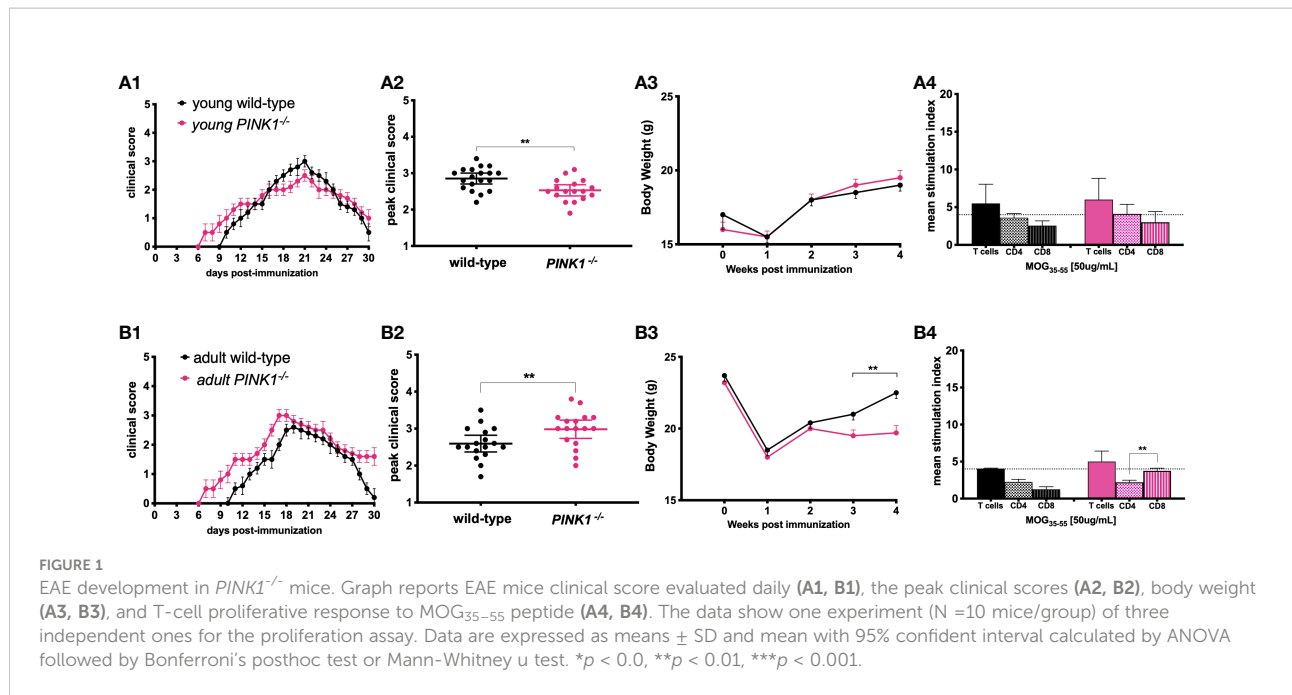 A1
clinical score
5
4
3
2
1
0
young wild-type
young PINK1-/-
0 3 6 9 12 15 18 21 24 27 30
days post-immunization
A2
peak clinical score
5
4
3
2
1
**
wild-type PINK1-/-
A3
Body Weight (g)
25
20
15
0 1 2 3 4
Weeks post immunization
A4
mean stimulation index
20
15
10
5
0
T cells CD4 CD8 T cells CD4 CD8
MOG35-55 [50ug/mL]
B1
clinical score
5
4
3
2
1
0
adult wild-type
adult PINK1-/-
0 3 6 9 12 15 18 21 24 27 30
days post-immunization
B2
peak clinical score
5
4
3
2
1
**
wild-type PINK1-/-
B3
Body Weight (g)
25
20
15
**
0 1 2 3 4
Weeks post immunization
B4
mean stimulation index
20
15
10
5
0
**
T cells CD4 CD8 T cells CD4 CD8
MOG35-55 [50ug/mL]
FIGURE 1
EAE development in PINK1-/- mice. Graph reports EAE mice clinical score evaluated daily (A1, B1), the peak clinical scores (A2, B2), body weight
(A3, B3), and T-cell proliferative response to MOG35–55 peptide (A4, B4). The data show one experiment (N =10 mice/group) of three
independent ones for the proliferation assay. Data are expressed as means ± SD and mean with 95% confident interval calculated by ANOVA
followed by Bonferroni's posthoc test or Mann-Whitney u test. *p < 0.0, **p < 0.01, ***p < 0.001.